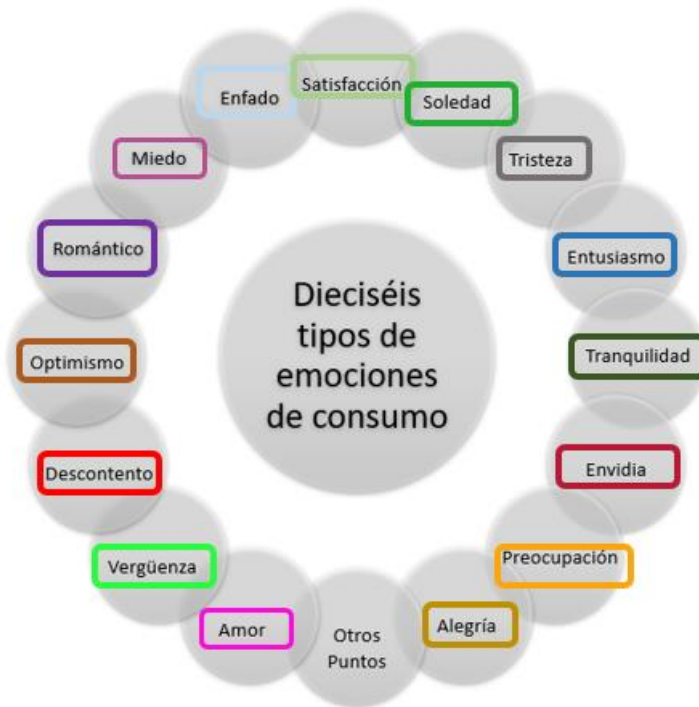 Dieciséis
tipos de
emociones
de consumo
Satisfacción
Soledad
Tristeza
Entusiasmo
Tranquilidad
Envidia
Preocupación
Alegría
Otros
Puntos
Amor
Vergüenza
Descontento
Optimismo
Romántico
Miedo
Enfado